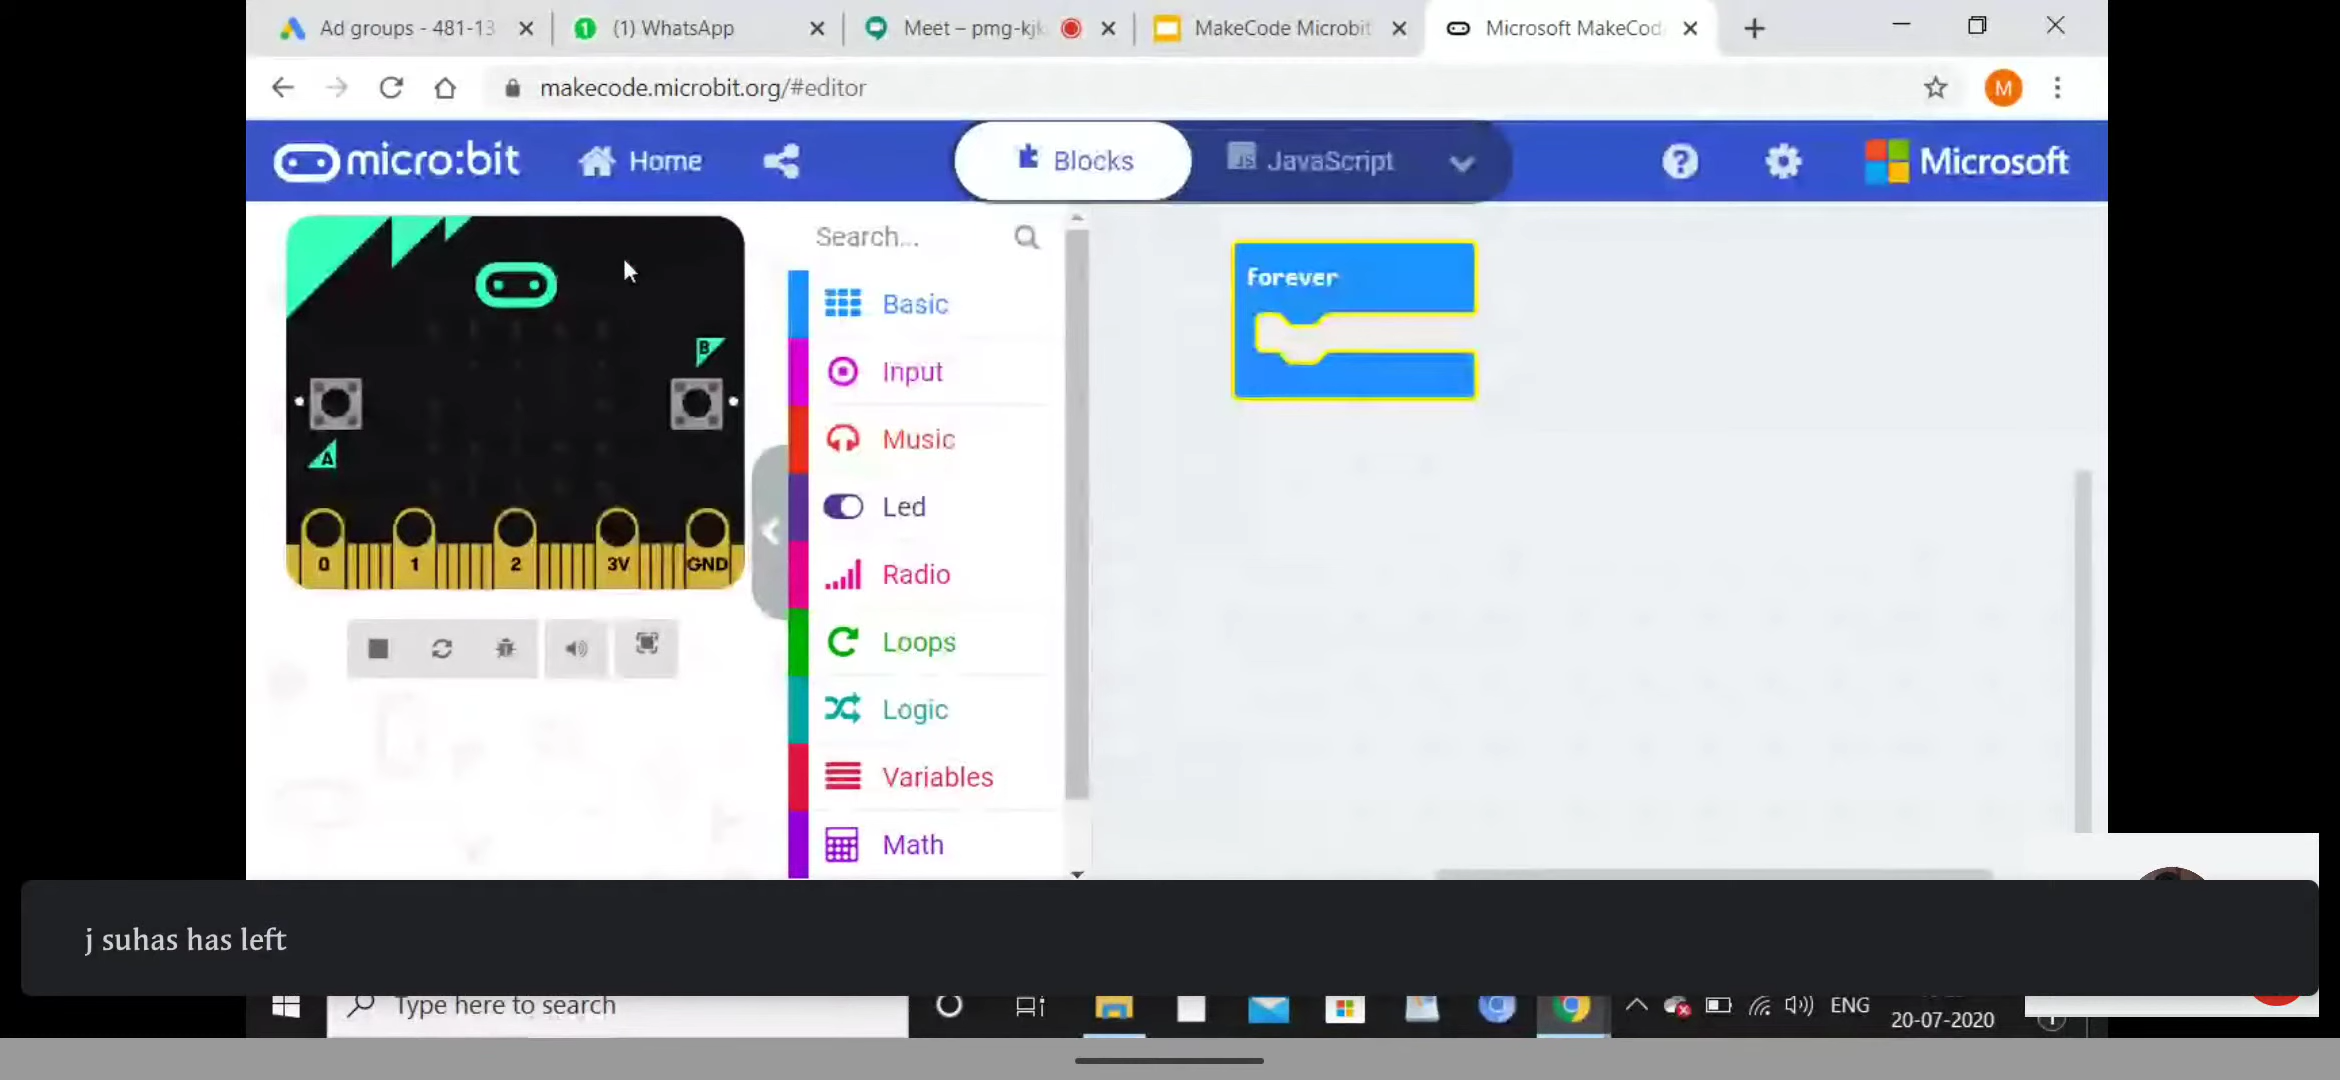 Ad groups - 481-13
(1) WhatsApp
Meet – pmg-kjk
MakeCode Microbit
Microsoft MakeCod
makecode.microbit.org/#editor
micro:bit
Home
Blocks
JS JavaScript
Microsoft
Search...
Basic
Input
Music
Led
Radio
Loops
Logic
Variables
Math
forever
B
A
0 1 2 3V GND
j suhas has left
Type here to search
ENG
20-07-2020